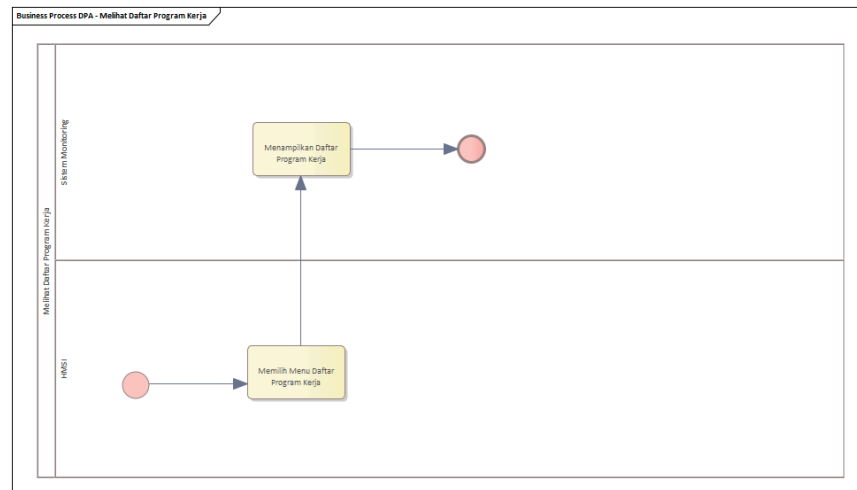 Business Process DPA - Melihat Daftar Program Kerja
Melihat Daftar Program Kerja
Sistem Monitoring
Menampilkan Daftar
Program Kerja
HMSI
Memilih Menu Daftar
Program Kerja